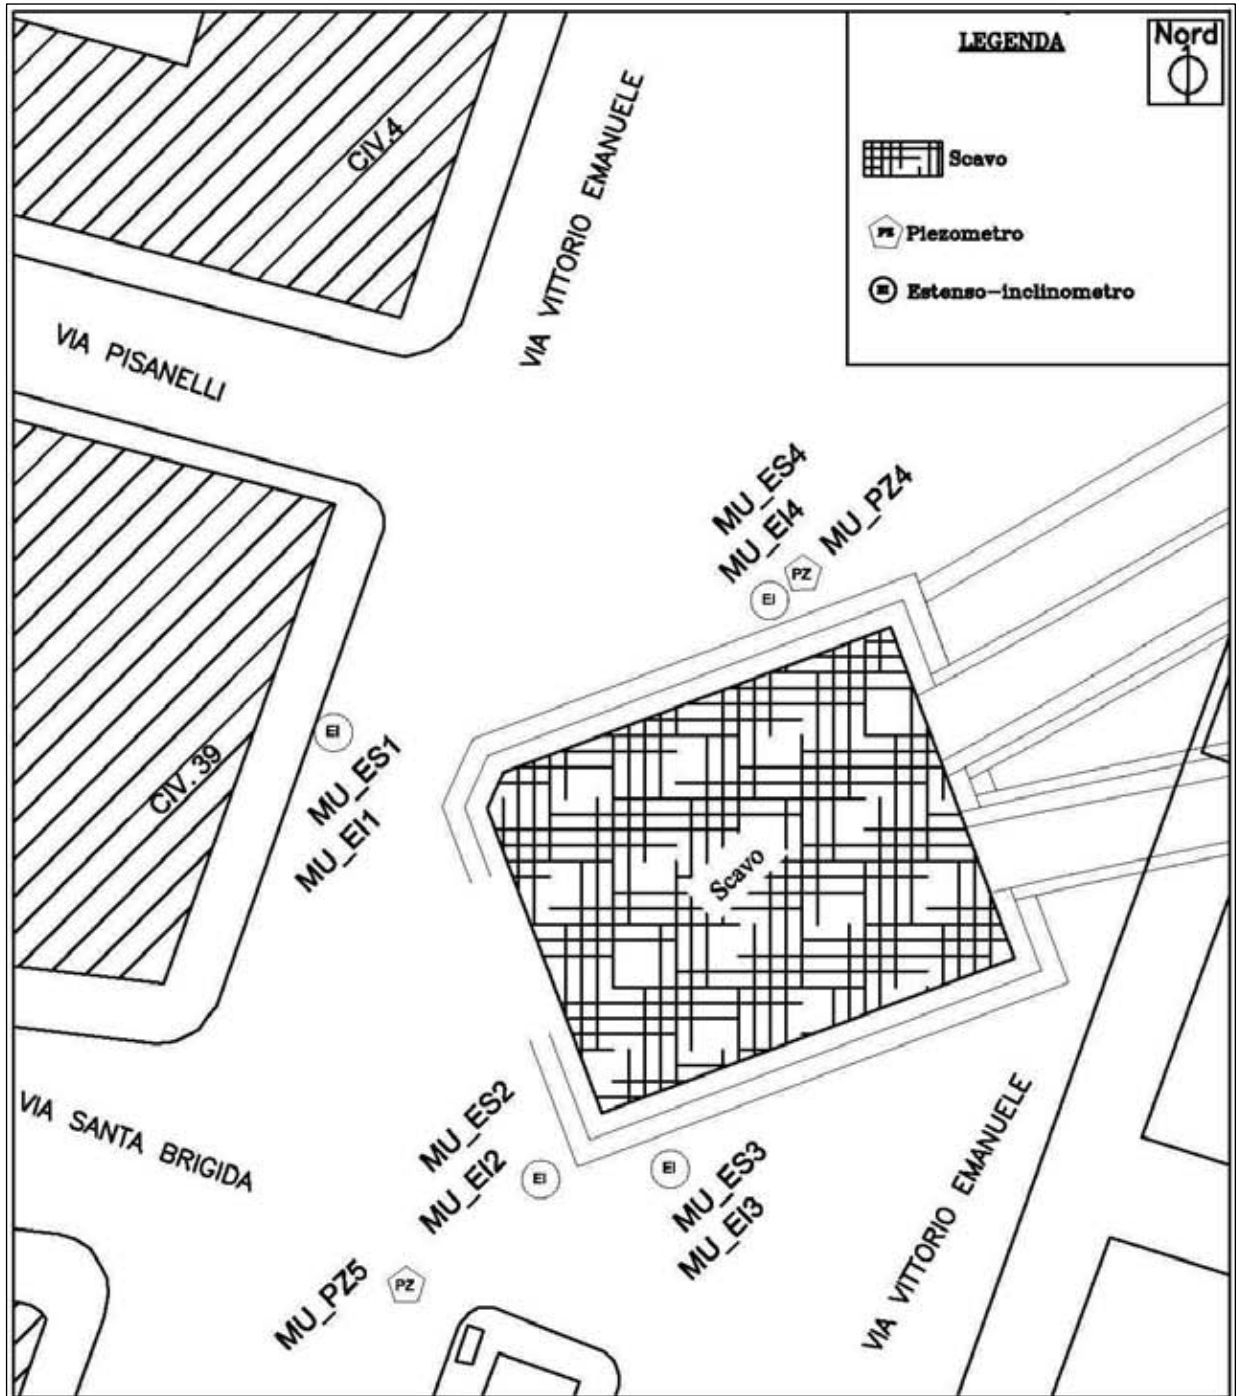 LEGENDA
Nord
Scavo
PZ Piezometro
EI Estenso-inclinometro
CIV.4
VIA VITTORIO EMANUELE
VIA PISANELLI
MU_ES4
MU_EI4
MU_PZ4
PZ
EI
EI
MU_ES1
MU_EI1
CIV.39
Scavo
VIA SANTA BRIGIDA
MU_ES2
MU_EI2
EI
EI
MU_ES3
MU_EI3
MU_PZ5
PZ
VIA VITTORIO EMANUELE